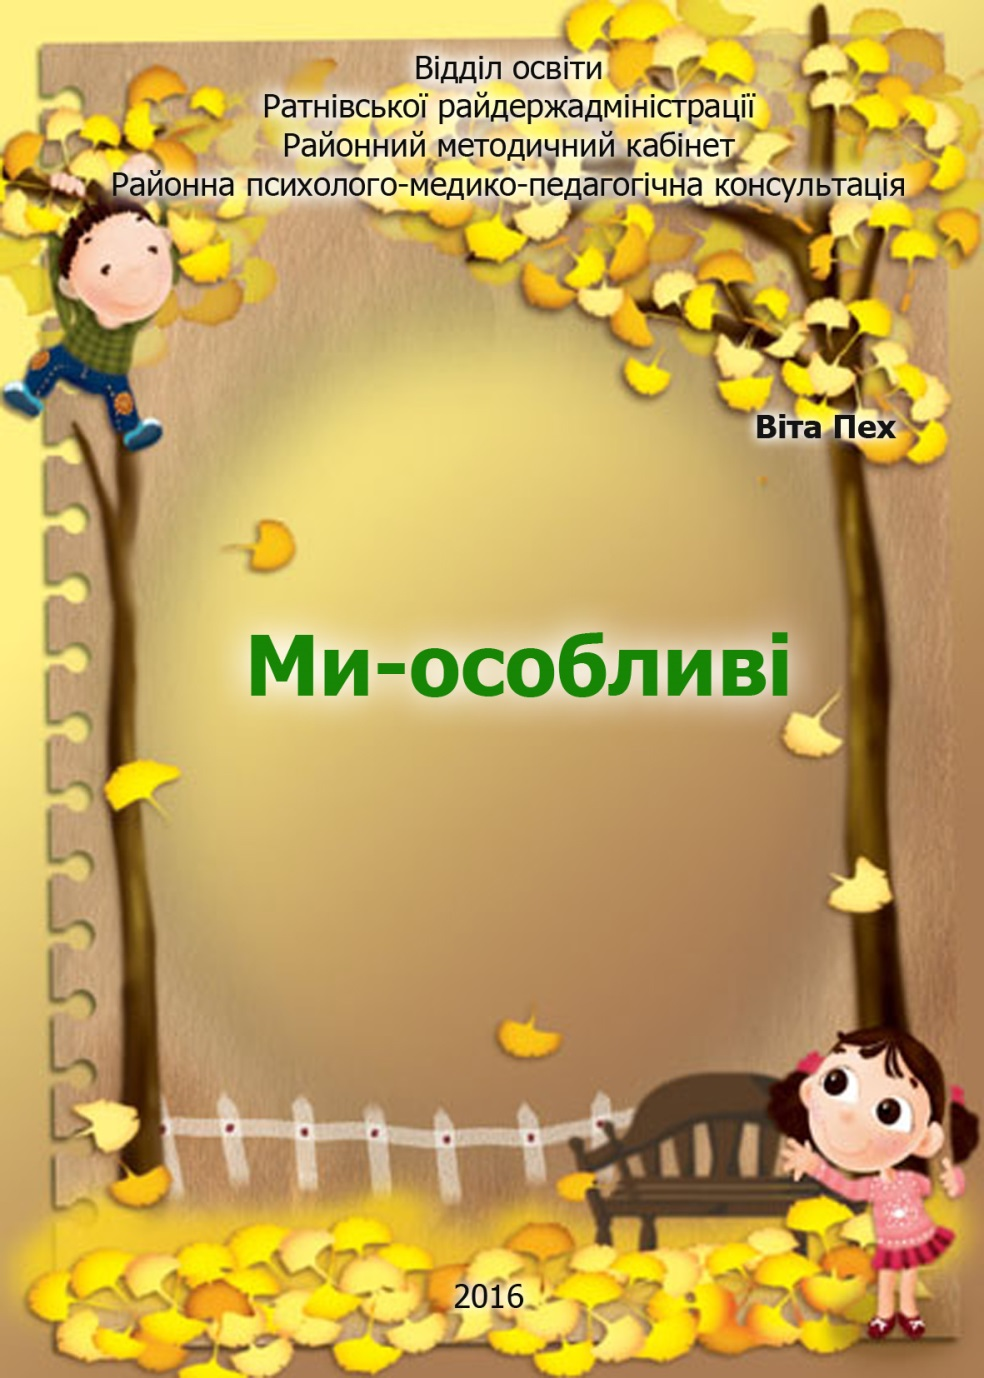 Відділ освіти
Ратнівської райдержадміністрації
Районний методичний кабінет
Районна психолого-медико-педагогічна консультація
Віта Пех
Ми-особливі
2016